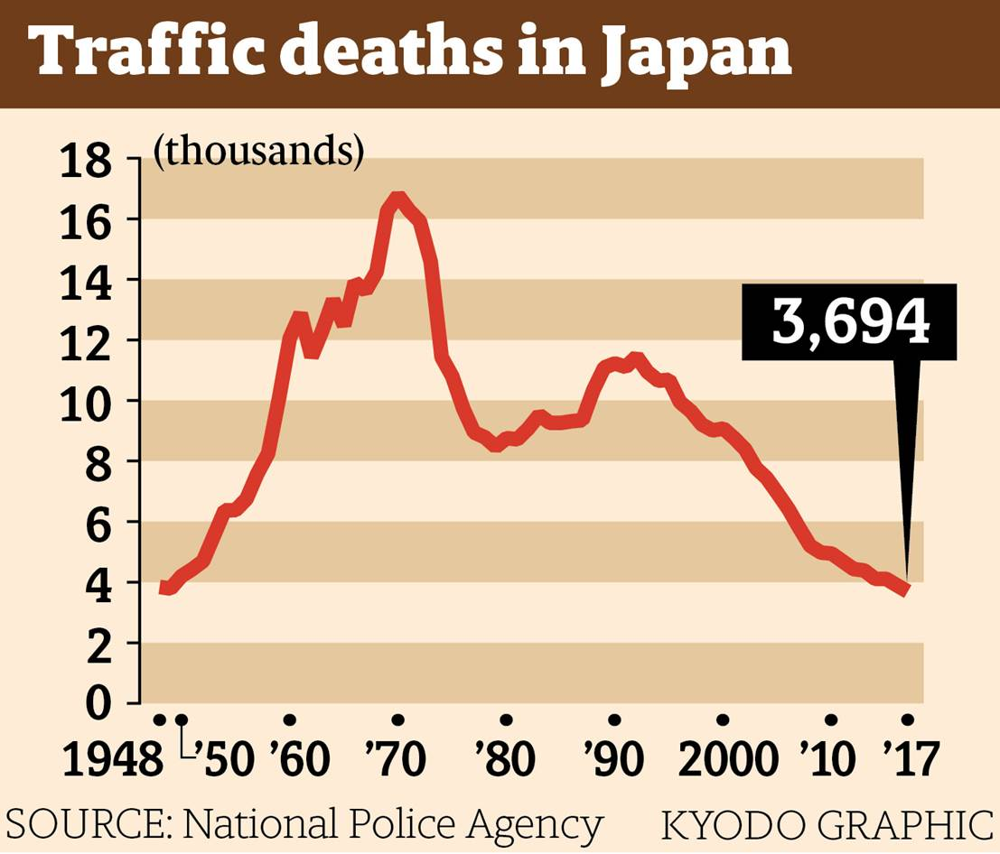 Traffic deaths in Japan
(thousands)
18
16
14
12
10
8
6
4
2
0
3,694
1948 ’50 ’60 ’70 ’80 ’90 2000 ’10 ’17
SOURCE: National Police Agency KYODO GRAPHIC